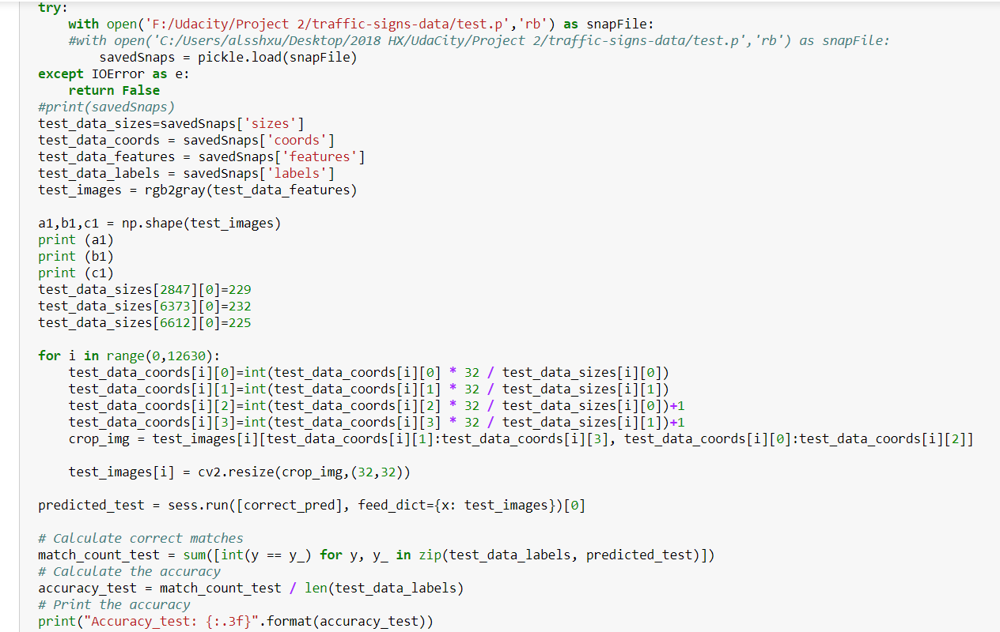 try:
    with open('F:/Udacity/Project 2/traffic-signs-data/test.p','rb') as snapFile:
    #with open('C:/Users/alsshxu/Desktop/2018 HX/UdaCity/Project 2/traffic-signs-data/test.p','rb') as snapFile:
        savedSnaps = pickle.load(snapFile)
except IOError as e:
    return False
#print(savedSnaps)
test_data_sizes=savedSnaps['sizes']
test_data_coords = savedSnaps['coords']
test_data_features = savedSnaps['features']
test_data_labels = savedSnaps['labels']
test_images = rgb2gray(test_data_features)

a1,b1,c1 = np.shape(test_images)
print (a1)
print (b1)
print (c1)
test_data_sizes[2847][0]=229
test_data_sizes[6373][0]=232
test_data_sizes[6612][0]=225

for i in range(0,12630):
    test_data_coords[i][0]=int(test_data_coords[i][0] * 32 / test_data_sizes[i][0])
    test_data_coords[i][1]=int(test_data_coords[i][1] * 32 / test_data_sizes[i][1])
    test_data_coords[i][2]=int(test_data_coords[i][2] * 32 / test_data_sizes[i][0])+1
    test_data_coords[i][3]=int(test_data_coords[i][3] * 32 / test_data_sizes[i][1])+1
    crop_img = test_images[i][test_data_coords[i][1]:test_data_coords[i][3], test_data_coords[i][0]:test_data_coords[i][2]]

    test_images[i] = cv2.resize(crop_img,(32,32))

predicted_test = sess.run([correct_pred], feed_dict={x: test_images})[0]

# Calculate correct matches
match_count_test = sum([int(y == y_) for y, y_ in zip(test_data_labels, predicted_test)])
# Calculate the accuracy
accuracy_test = match_count_test / len(test_data_labels)
# Print the accuracy
print("Accuracy_test: {:.3f}".format(accuracy_test))